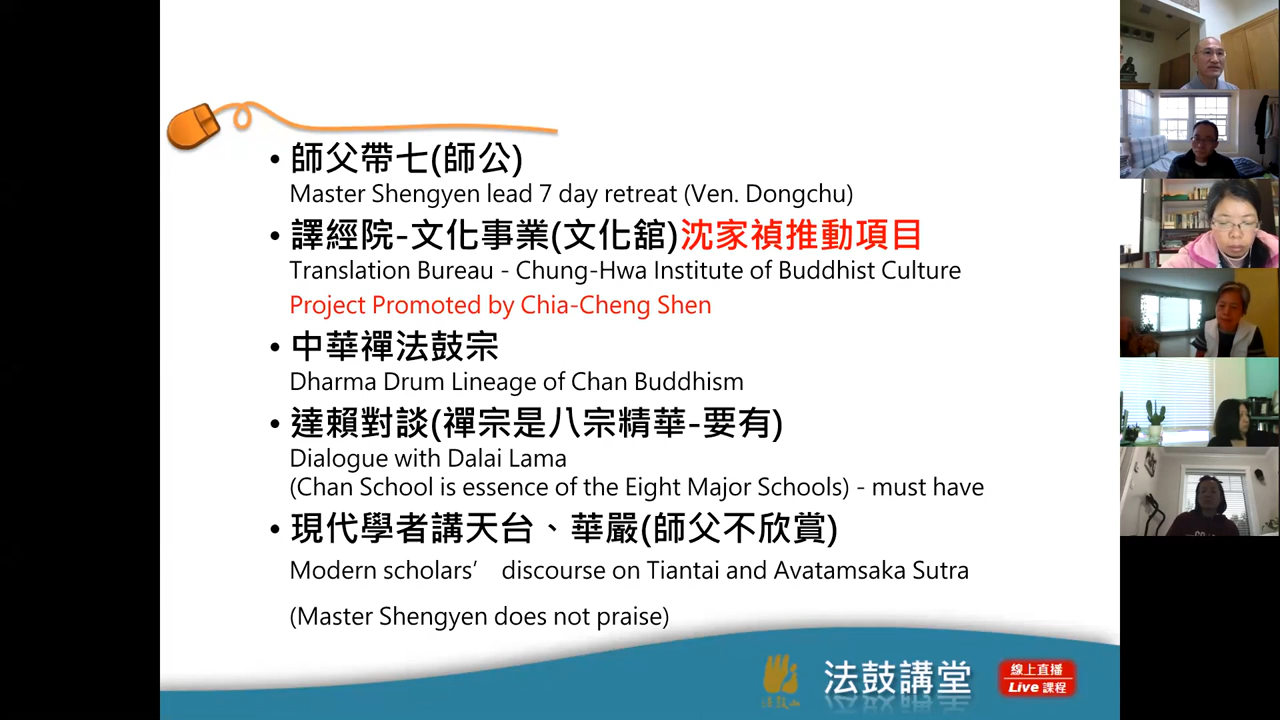 • 師父帶七(師公)
Master Shengyen lead 7 day retreat (Ven. Dongchu)
• 譯經院-文化事業(文化舘)沈家禎推動項目
Translation Bureau - Chung-Hwa Institute of Buddhist Culture
Project Promoted by Chia-Cheng Shen
• 中華禪法鼓宗
Dharma Drum Lineage of Chan Buddhism
• 達賴對談(禪宗是八宗精華-要有)
Dialogue with Dalai Lama
(Chan School is essence of the Eight Major Schools) - must have
• 現代學者講天台、華嚴(師父不欣賞)
Modern scholars’ discourse on Tiantai and Avatamsaka Sutra
(Master Shengyen does not praise)
法鼓山
法鼓講堂
線上直播
Live 課程